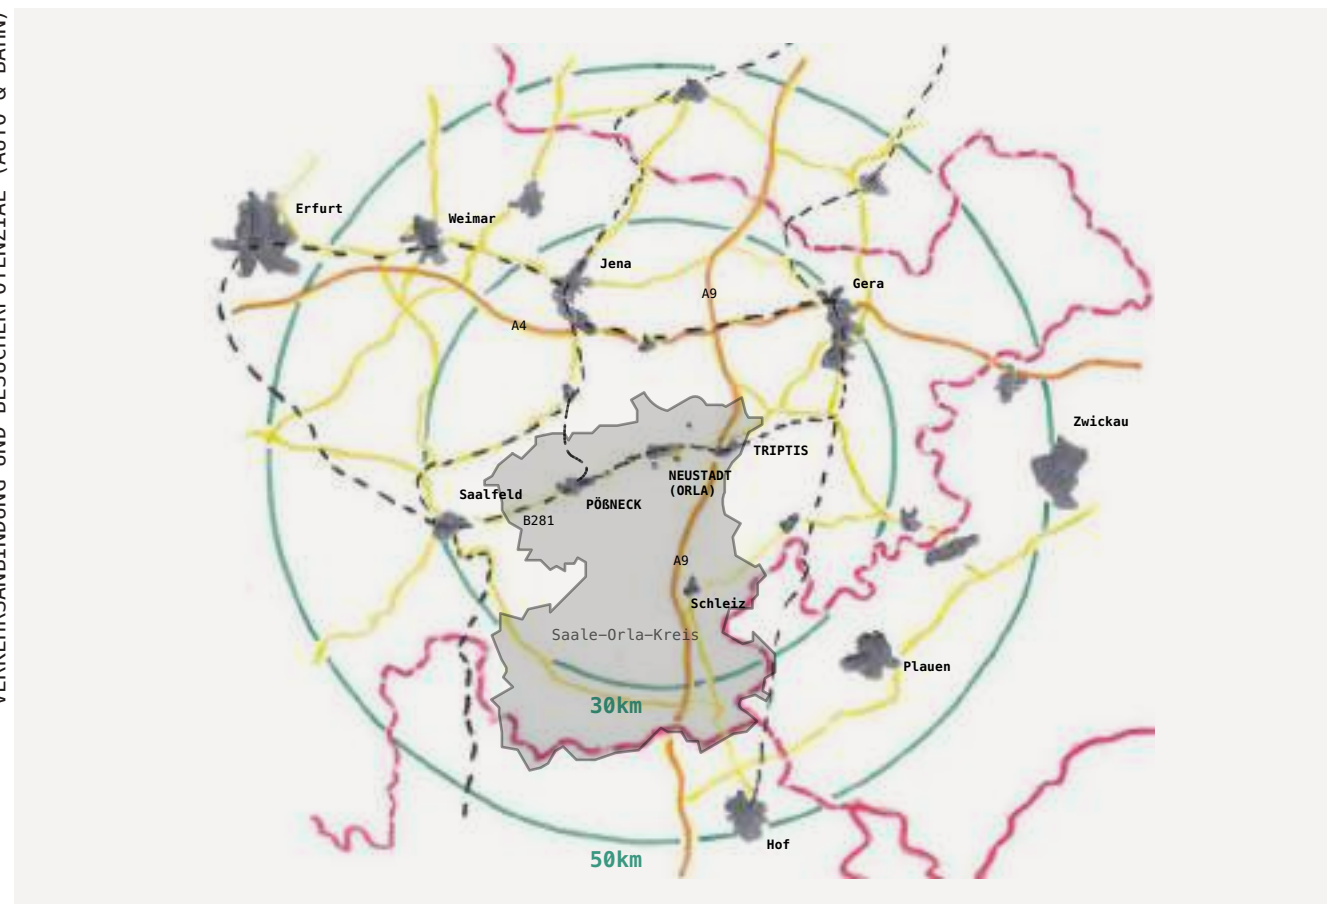 VERKEHRSANBINDUNG UND BESUCHERPOTENZIAL (AUTO & BAHN)
Erfurt
Weimar
Jena
A9
Gera
A4
Zwickau
TRIPTIS
NEUSTADT
(ORLA)
Saalfeld
PÖßNECK
B281
A9
Schleiz
Saale-Orla-Kreis
Plauen
30km
Hof
50km